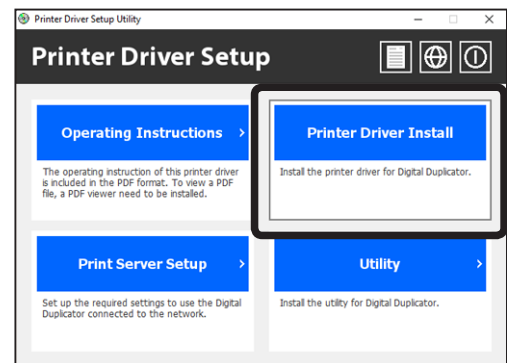 Printer Driver Setup Utility
Printer Driver Setup
Operating Instructions
The operating instruction of this printer driver
is included in the PDF format. To view a PDF
file, a PDF viewer need to be installed.
Printer Driver Install
Install the printer driver for Digital Duplicator.
Print Server Setup
Set up the required settings to use the Digital
Duplicator connected to the network.
Utility
Install the utility for Digital Duplicator.